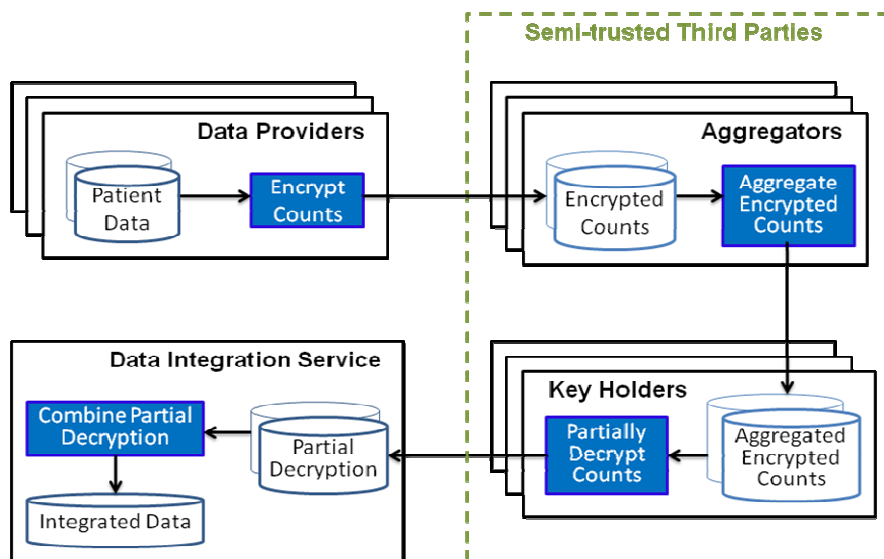 Semi-trusted Third Parties
Data Providers
Patient
Data
Encrypt
Counts
Aggregators
Encrypted
Counts
Aggregate
Encrypted
Counts
Data Integration Service
Combine Partial
Decryption
Partial
Decryption
Integrated Data
Key Holders
Partially
Decrypt
Counts
Aggregated
Encrypted
Counts